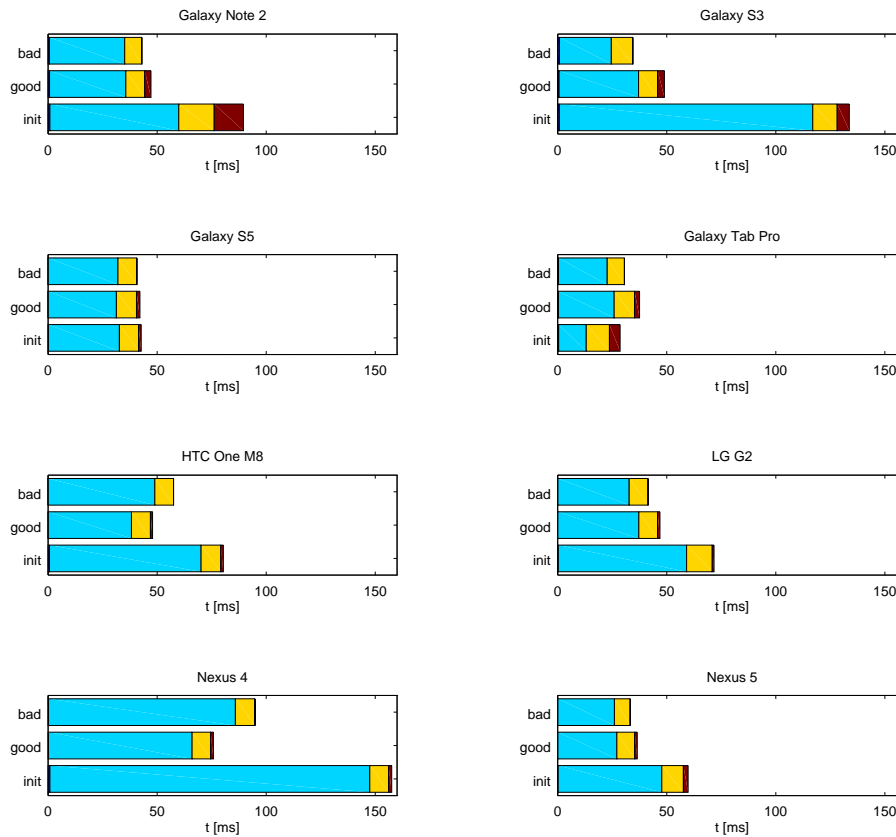 Galaxy Note 2
bad
good
init
0 50 100 150
t [ms]
Galaxy S3
bad
good
init
0 50 100 150
t [ms]
Galaxy S5
bad
good
init
0 50 100 150
t [ms]
Galaxy Tab Pro
bad
good
init
0 50 100 150
t [ms]
HTC One M8
bad
good
init
0 50 100 150
t [ms]
LG G2
bad
good
init
0 50 100 150
t [ms]
Nexus 4
bad
good
init
0 50 100 150
t [ms]
Nexus 5
bad
good
init
0 50 100 150
t [ms]